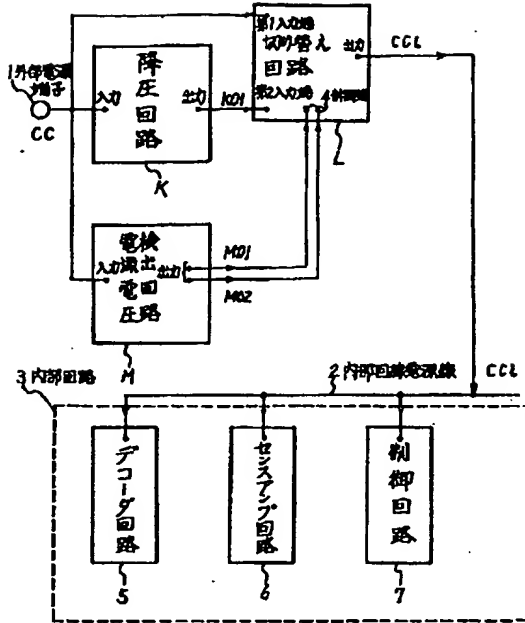 1 外部電源
端子
CC
入力
降圧回路
出力
K01
K
第1入力端
切り替え
回路
出力
CCL
第2入力端
4 制御端
L
入力
電源電圧
検出回路
出力
M01
M02
M
3 内部回路
2 内部回線電源線
CCL
デコーダ回路
5
センスアンプ回路
6
制御回路
7